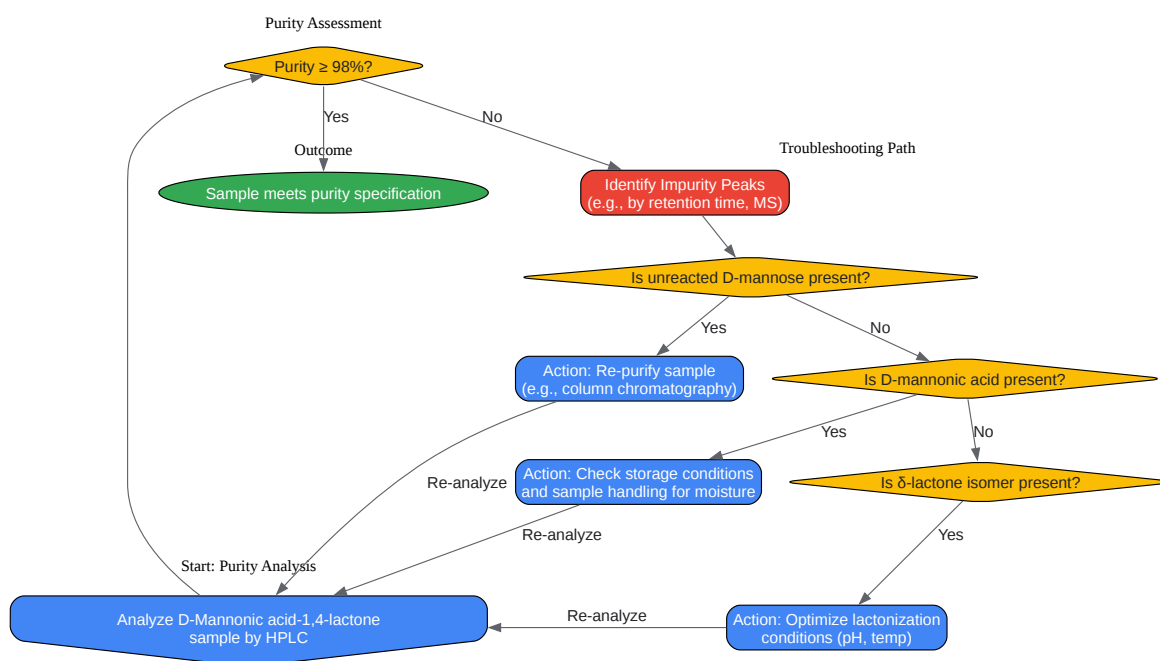 Purity Assessment
Purity ≥ 98%?
Yes
No
Outcome
Troubleshooting Path
Sample meets purity specification
Identify Impurity Peaks
(e.g., by retention time, MS)
Is unreacted D-mannose present?
Yes
No
Action: Re-purify sample
(e.g., column chromatography)
Is D-mannonic acid present?
Yes
No
Re-analyze
Action: Check storage conditions
and sample handling for moisture
Is δ-lactone isomer present?
Re-analyze
Yes
Start: Purity Analysis
Analyze D-Mannonic acid-1,4-lactone
sample by HPLC
Re-analyze
Action: Optimize lactonization
conditions (pH, temp)